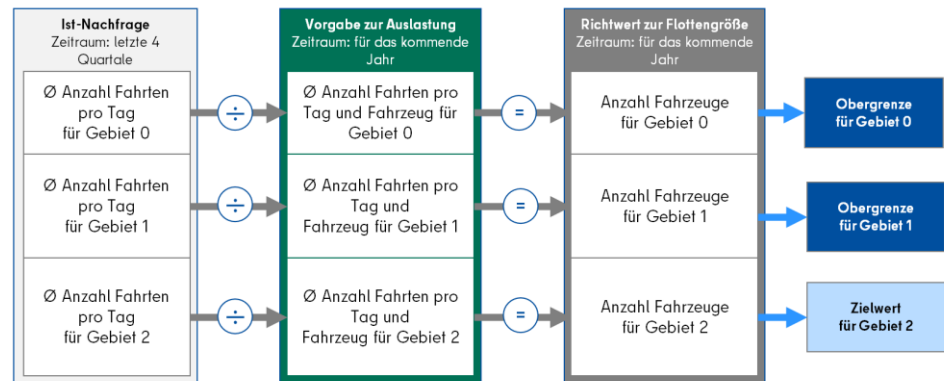 Ist-Nachfrage
Zeitraum: letzte 4
Quartale
Ø Anzahl Fahrten
pro Tag
für Gebiet 0
Ø Anzahl Fahrten
pro Tag
für Gebiet 1
Ø Anzahl Fahrten
pro Tag
für Gebiet 2
÷
÷
÷
Vorgabe zur Auslastung
Zeitraum: für das kommende
Jahr
Ø Anzahl Fahrten pro
Tag und Fahrzeug für
Gebiet 0
Ø Anzahl Fahrten pro
Tag und
Fahrzeug für Gebiet 1
Ø Anzahl Fahrten pro
Tag und
Fahrzeug für Gebiet 2
=
=
=
Richtwert zur Flottengröße
Zeitraum: für das kommende
Jahr
Anzahl Fahrzeuge
für Gebiet 0
Anzahl Fahrzeuge
für Gebiet 1
Anzahl Fahrzeuge
für Gebiet 2
Obergrenze
für Gebiet 0
Obergrenze
für Gebiet 1
Zielwert
für Gebiet 2